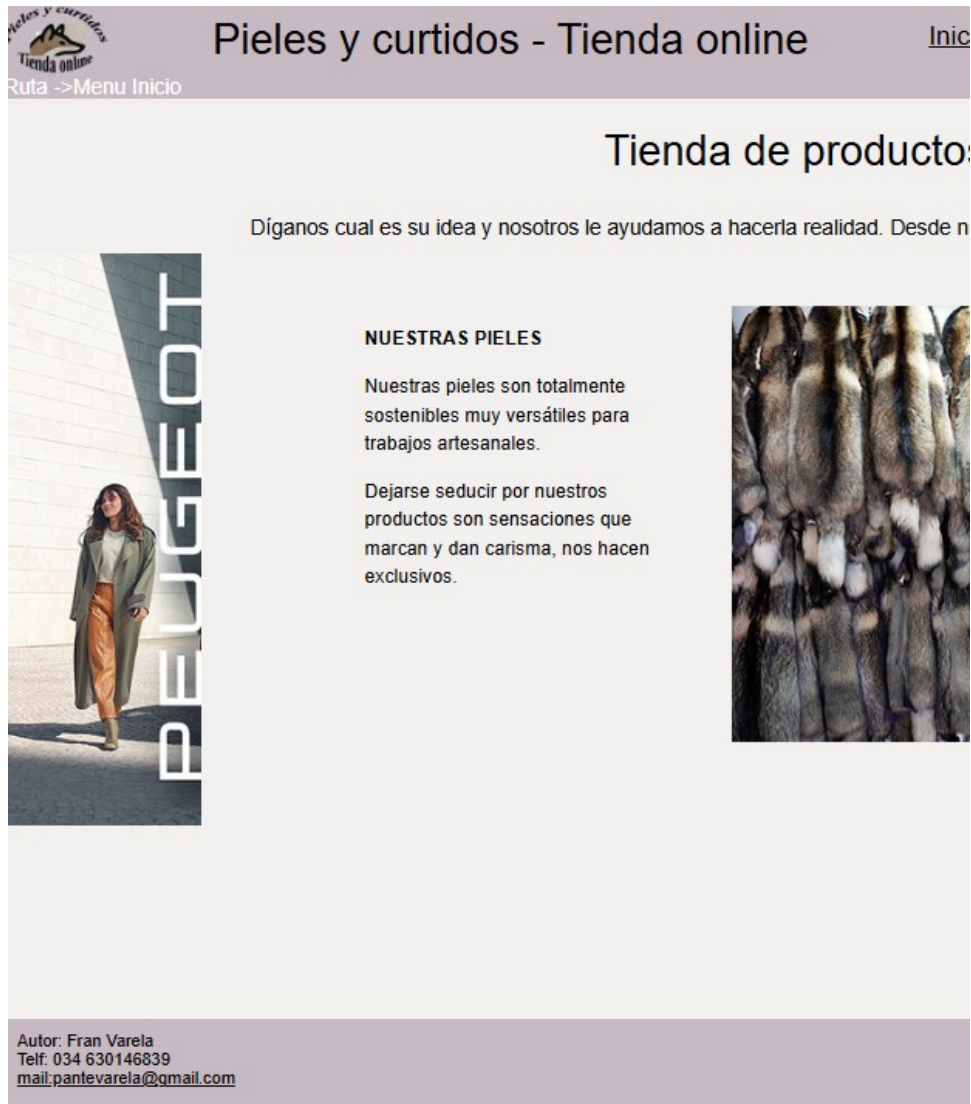 Pieles y curtidos
Tienda online
Pieles y curtidos - Tienda online
Inic
Ruta ->Menu Inicio
Tienda de productos
Díganos cual es su idea y nosotros le ayudamos a hacerla realidad. Desde n
PEUGEOT
NUESTRAS PIELES
Nuestras pieles son totalmente
sostenibles muy versátiles para
trabajos artesanales.
Dejarse seducir por nuestros
productos son sensaciones que
marcan y dan carisma, nos hacen
exclusivos.
Autor: Fran Varela
Telf: 034 630146839
mail:pantevarela@gmail.com